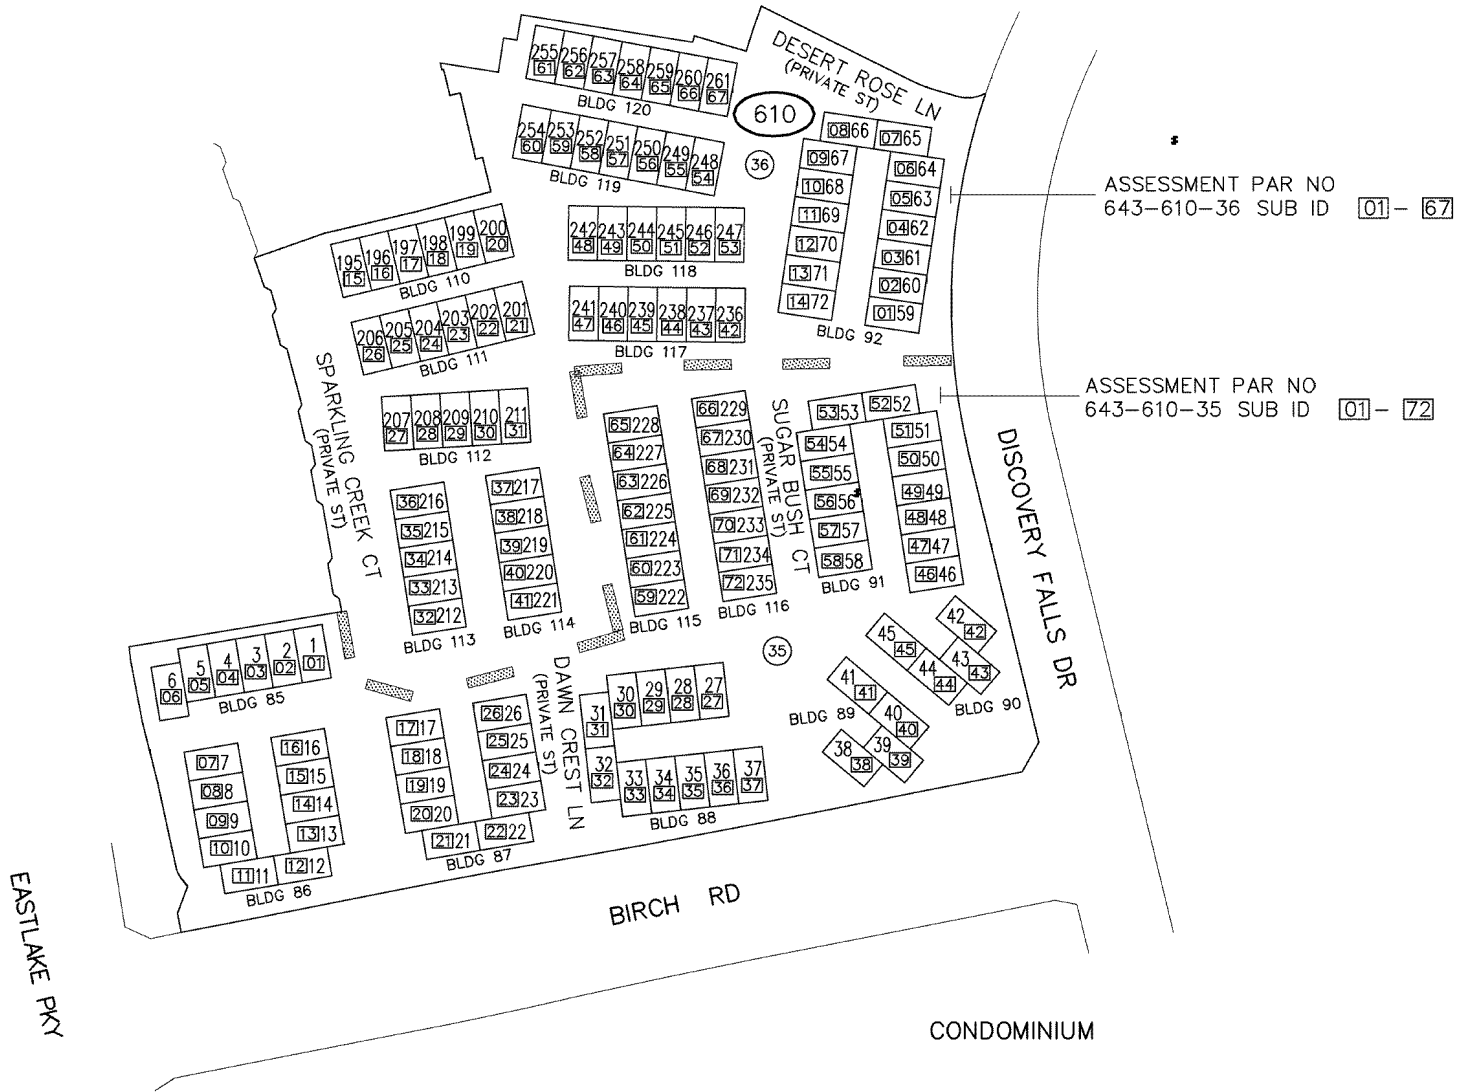 DESERT ROSE LN
(PRIVATE ST)
610
36
255 256 257 258 259 260 261
61 62 63 64 65 66 67
BLDG 120
254 253 252 251 250 249 248
60 59 58 57 56 55 54
BLDG 119
08 66
07 65
09 67
10 68
11 69
12 70
13 71
14 72
06 64
05 63
04 62
03 61
02 60
01 59
BLDG 92
ASSESSMENT PAR NO
643-610-36 SUB ID 01 - 67
195 196 197 198 199 200
15 16 17 18 19 20
BLDG 110
242 243 244 245 246 247
48 49 50 51 52 53
BLDG 118
206 205 204 203 202 201
26 25 24 23 22 21
BLDG 111
241 240 239 238 237 236
47 46 45 44 43 42
BLDG 117
ASSESSMENT PAR NO
643-610-35 SUB ID 01 - 72
SPARKLING CREEK CT
(PRIVATE ST)
207 208 209 210 211
27 28 29 30 31
BLDG 112
36 216
35 215
34 214
33 213
32 212
BLDG 113
37 217
38 218
39 219
40 220
41 221
BLDG 114
65 228
64 227
63 226
62 225
61 224
60 223
59 222
BLDG 115
66 229
67 230
68 231
69 232
70 233
71 234
72 235
BLDG 116
SUGAR BUSH CT
(PRIVATE ST)
53 53
52 52
54 54
55 55
56 56
57 57
58 58
BLDG 91
51 51
50 50
49 49
48 48
47 47
46 46
DISCOVERY FALLS DR
35
6 5 4 3 2 1
06 05 04 03 02 01
BLDG 85
07 7
08 8
09 9
10 10
11 11
12 12
16 16
15 15
14 14
13 13
BLDG 86
17 17
18 18
19 19
20 20
21 21
22 22
26 26
25 25
24 24
23 23
BLDG 87
DAWN CREST LN
(PRIVATE ST)
31
31
30 29 28 27
30 29 28 27
32
32
33 34 35 36 37
33 34 35 36 37
BLDG 88
41
41
40
40
39
39
38
38
BLDG 89
42
42
43
43
45
45
44
44
BLDG 90
BIRCH RD
EASTLAKE PKY
CONDOMINIUM